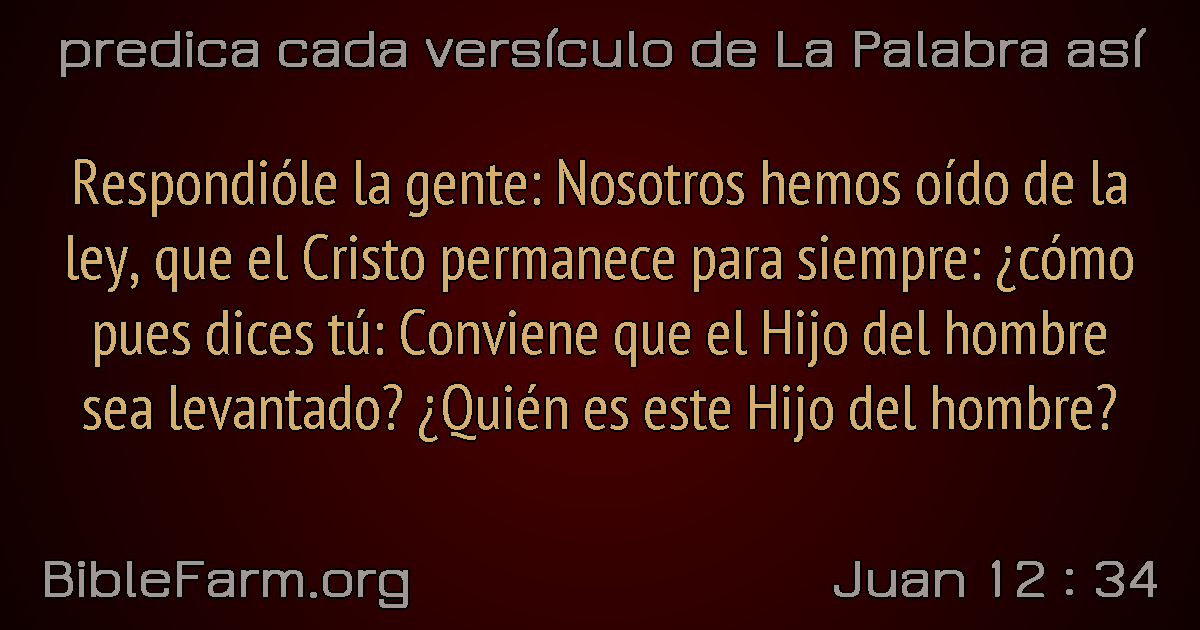 predica cada versículo de La Palabra así
Respondióle la gente: Nosotros hemos oído de la
ley, que el Cristo permanece para siempre: ¿cómo
pues dices tú: Conviene que el Hijo del hombre
sea levantado? ¿Quién es este Hijo del hombre?
BibleFarm.org
Juan 12 : 34